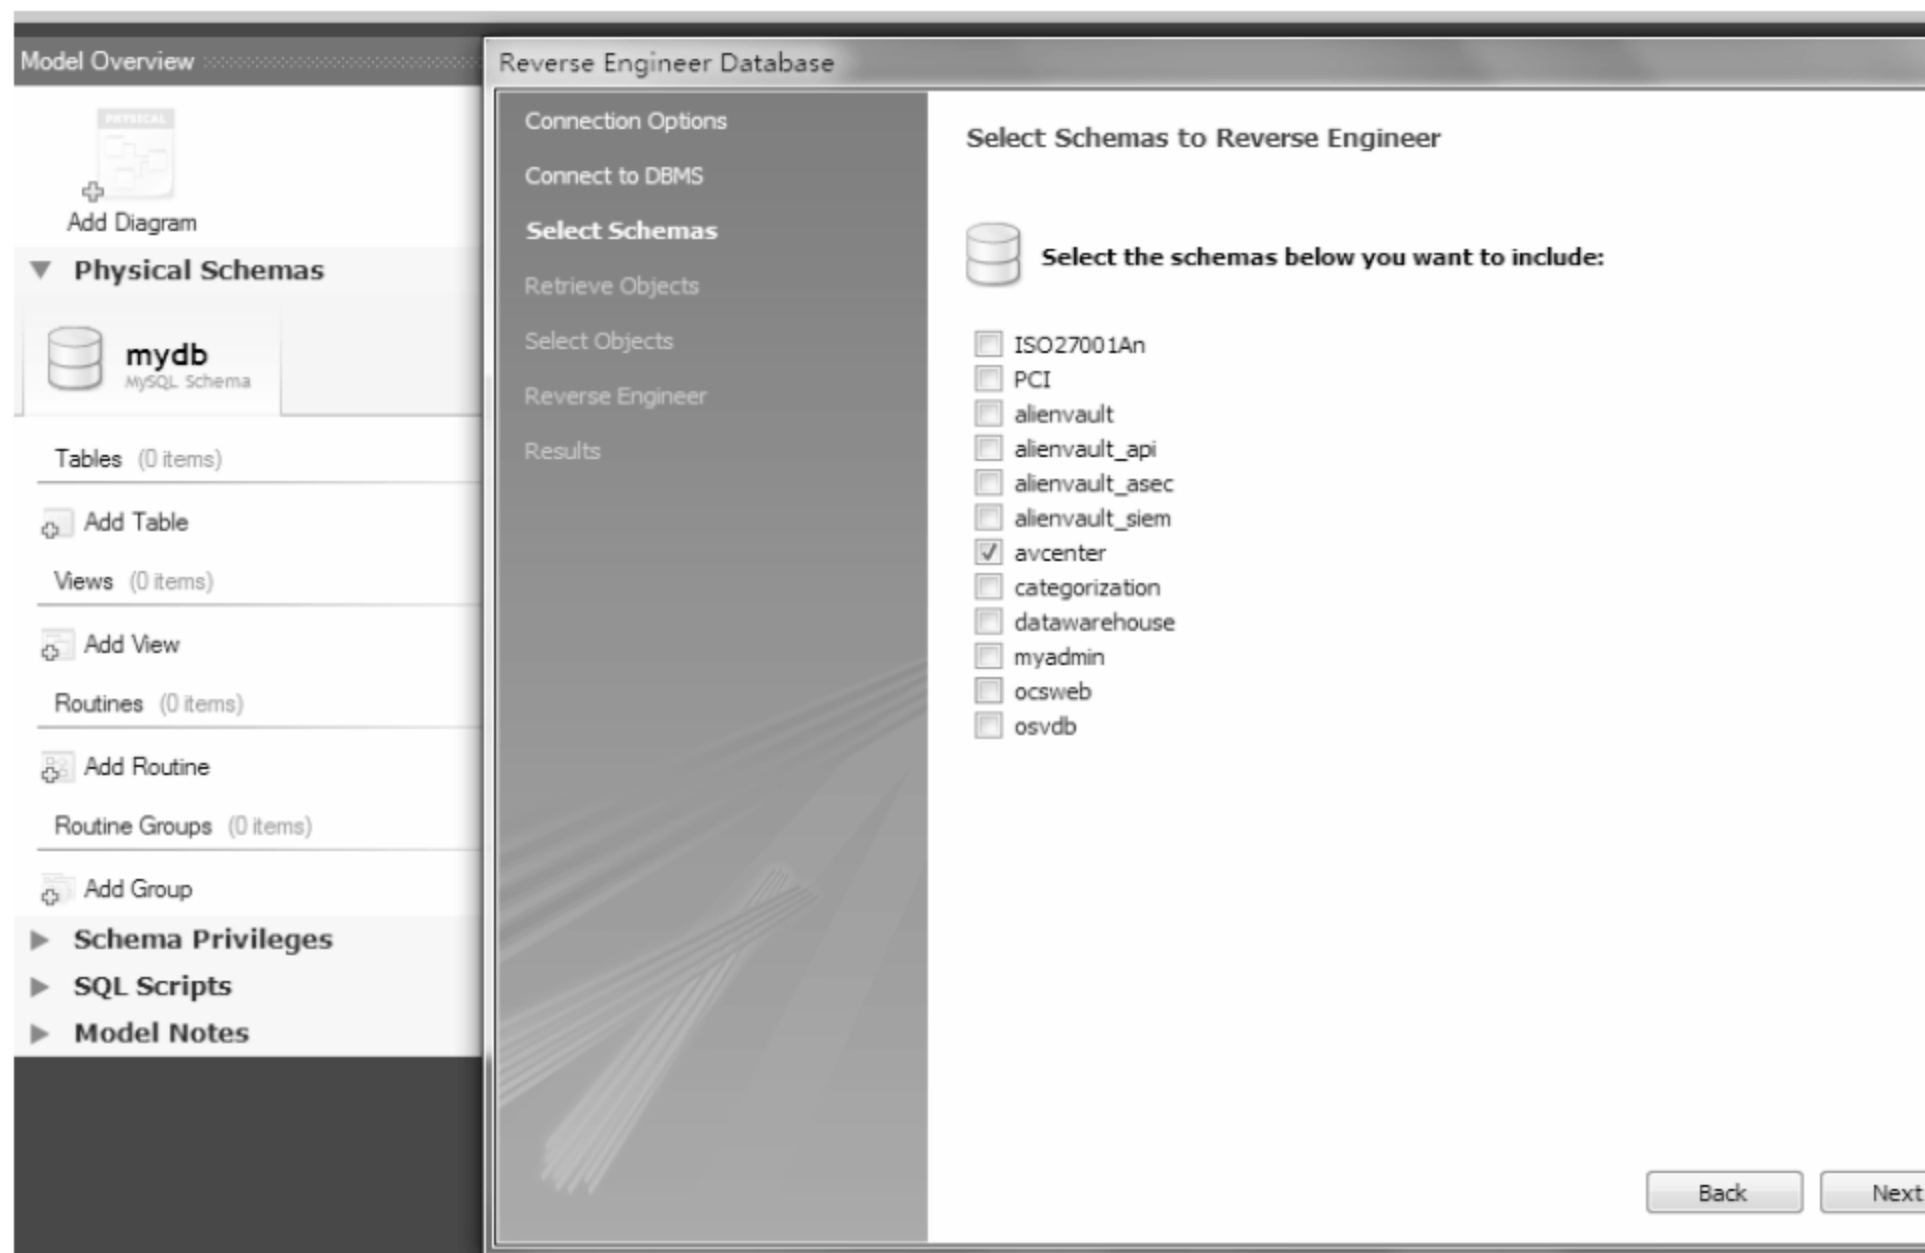 Model Overview
PHYSICAL
Add Diagram
Physical Schemas
mydb
MySQL Schema
Tables (0 items)
Add Table
Views (0 items)
Add View
Routines (0 items)
Add Routine
Routine Groups (0 items)
Add Group
Schema Privileges
SQL Scripts
Model Notes
Reverse Engineer Database
Connection Options
Connect to DBMS
Select Schemas
Retrieve Objects
Select Objects
Reverse Engineer
Results
Select Schemas to Reverse Engineer
Select the schemas below you want to include:
ISO27001An
PCI
alienvault
alienvault_api
alienvault_asec
alienvault_siem
avcenter
categorization
datawarehouse
myadmin
ocsweb
osvdb
Back
Next